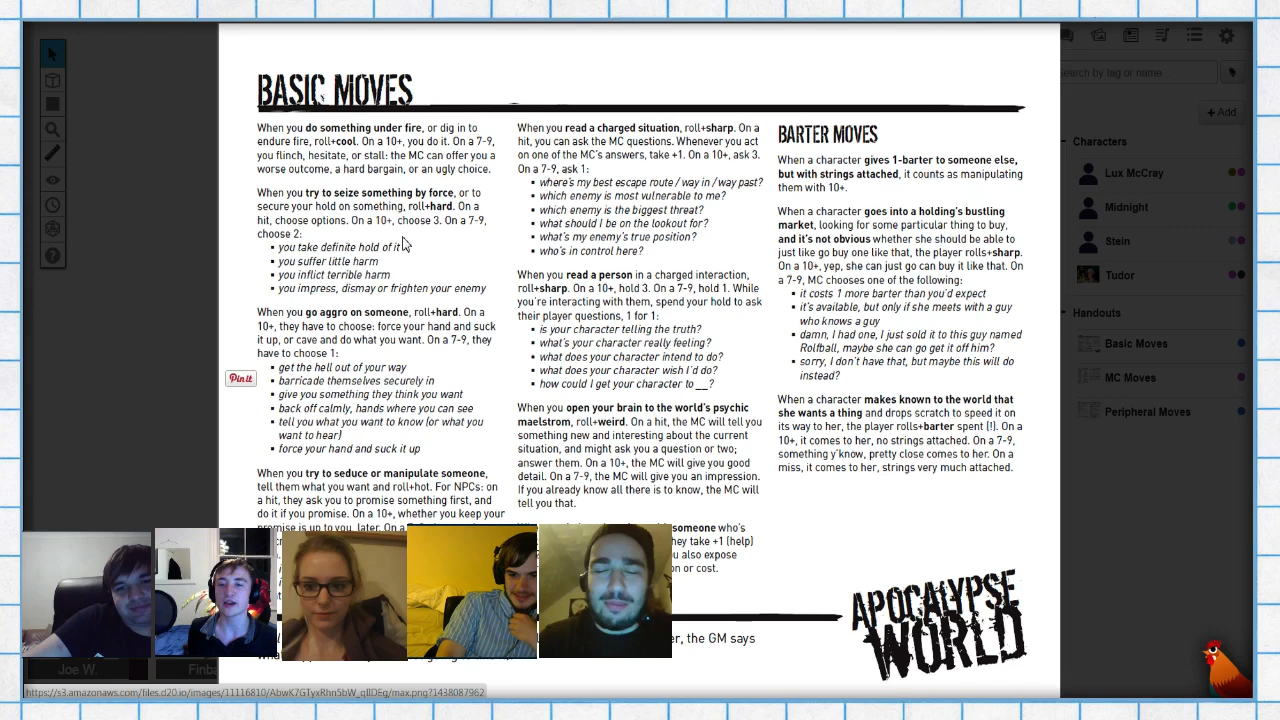 BASIC MOVES
When you do something under fire, or dig in to
endure fire, roll+cool. On a 10+, you do it. On a 7-9,
you flinch, hesitate, or stall: the MC can offer you a
worse outcome, a hard bargain, or an ugly choice.
When you try to seize something by force, or to
secure your hold on something, roll+hard. On a
hit, choose options. On a 10+, choose 3. On a 7-9,
choose 2:
▪ you take definite hold of it
▪ you suffer little harm
▪ you inflict terrible harm
▪ you impress, dismay or frighten your enemy
When you go aggro on someone, roll+hard. On a
10+, they have to choose: force your hand and suck
it up, or cave and do what you want. On a 7-9, they
have to choose 1:
▪ get the hell out of your way
▪ barricade themselves securely in
▪ give you something they think you want
▪ back off calmly, hands where you can see
▪ tell you what you want to know (or what you
want to hear)
▪ force your hand and suck it up
When you try to seduce or manipulate someone,
tell them what you want and roll+hot. For NPCs: on
a hit, they ask you to promise something first, and
do it if you promise. On a 10+, whether you keep your
promise is up to you, later. On a
When you read a charged situation, roll+sharp. On a
hit, you can ask the MC questions. Whenever you act
on one of the MC's answers, take +1. On a 10+, ask 3.
On a 7-9, ask 1:
▪ where's my best escape route / way in / way past?
▪ which enemy is most vulnerable to me?
▪ which enemy is the biggest threat?
▪ what should I be on the lookout for?
▪ what's my enemy's true position?
▪ who's in control here?
When you read a person in a charged interaction,
roll+sharp. On a 10+, hold 3. On a 7-9, hold 1. While
you're interacting with them, spend your hold to ask
their player questions, 1 for 1:
▪ is your character telling the truth?
▪ what's your character really feeling?
▪ what does your character intend to do?
▪ what does your character wish I'd do?
▪ how could I get your character to __?
When you open your brain to the world's psychic
maelstrom, roll+weird. On a hit, the MC will tell you
something new and interesting about the current
situation, and might ask you a question or two;
answer them. On a 10+, the MC will give you good
detail. On a 7-9, the MC will give you an impression.
If you already know all there is to know, the MC will
tell you that.
someone who's
they take +1 (help)
also expose
on or cost.
er, the GM says
BARTER MOVES
When a character gives 1-barter to someone else,
but with strings attached, it counts as manipulating
them with 10+.
When a character goes into a holding's bustling
market, looking for some particular thing to buy,
and it's not obvious whether she should be able to
just like go buy one like that, the player rolls+sharp.
On a 10+, yep, she can just go can buy it like that. On
a 7-9, MC chooses one of the following:
▪ it costs 1 more barter than you'd expect
▪ it's available, but only if she meets with a guy
who knows a guy
▪ damn, I had one, I just sold it to this guy named
Rolfball, maybe she can go get it off him?
▪ sorry, I don't have that, but maybe this will do
instead?
When a character makes known to the world that
she wants a thing and drops scratch to speed it on
its way to her, the player rolls+barter spent (!). On a
10+, it comes to her, no strings attached. On a 7-9,
something y'know, pretty close comes to her. On a
miss, it comes to her, strings very much attached.
APOCALYPSE
WORLD
Pin it
search by tag or name
+ Add
Characters
Lux McCray
Midnight
Stein
Tudor
Handouts
Basic Moves
MC Moves
Peripheral Moves
Joe W.
Finba